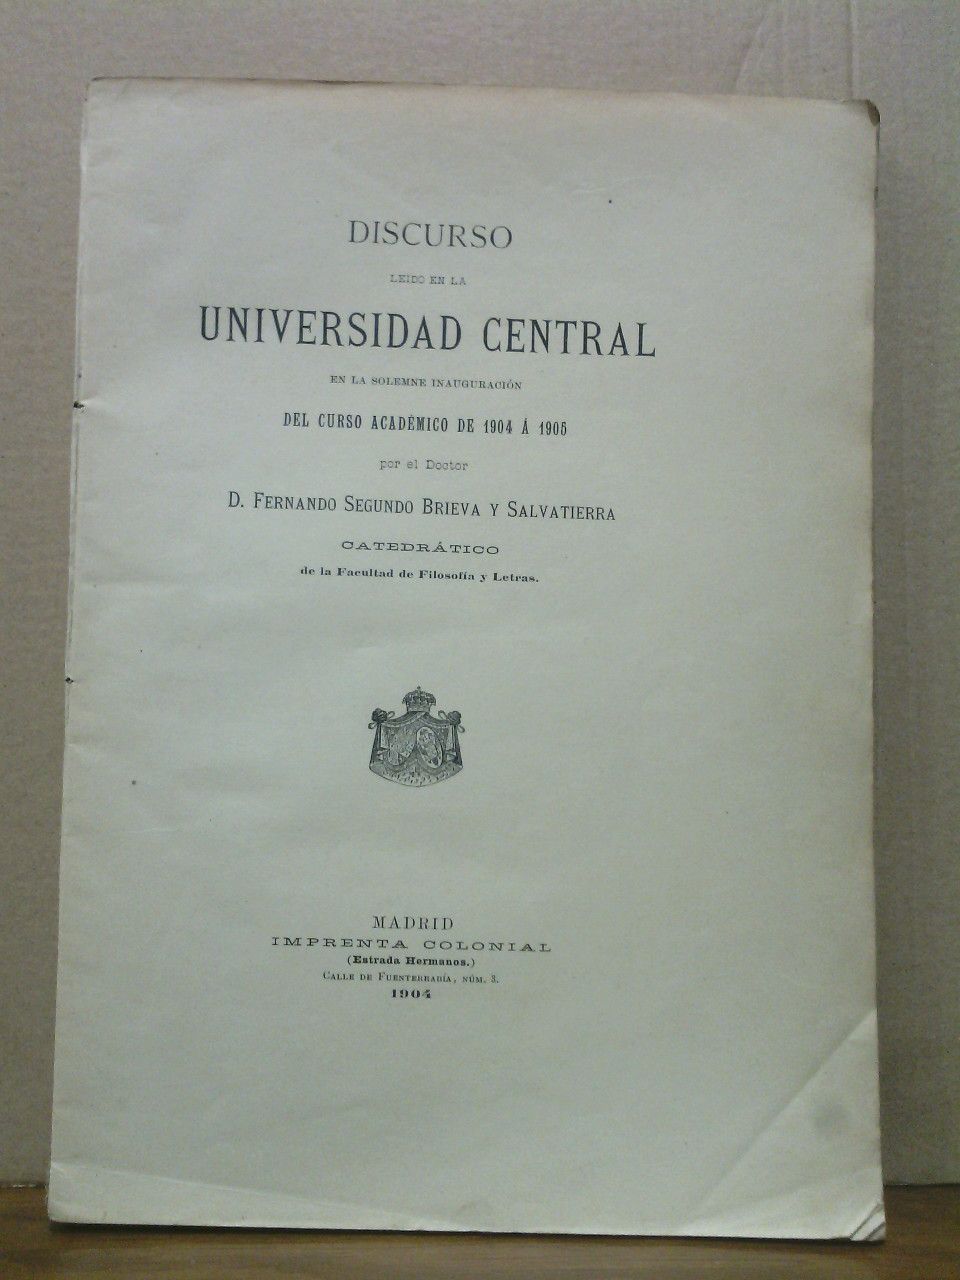 DISCURSO
LEIDO EN LA
UNIVERSIDAD CENTRAL
EN LA SOLEMNE INAUGURACIÓN
DEL CURSO ACADÉMICO DE 1904 Á 1905
por el Doctor
D. FERNANDO SEGUNDO BRIEVA Y SALVATIERRA
CATEDRÁTICO
de la Facultad de Filosofía y Letras.
MADRID
IMPRENTA COLONIAL
(Estrada Hermanos.)
CALLE DE FUENTERRABÍA, NÚM. 3.
1904